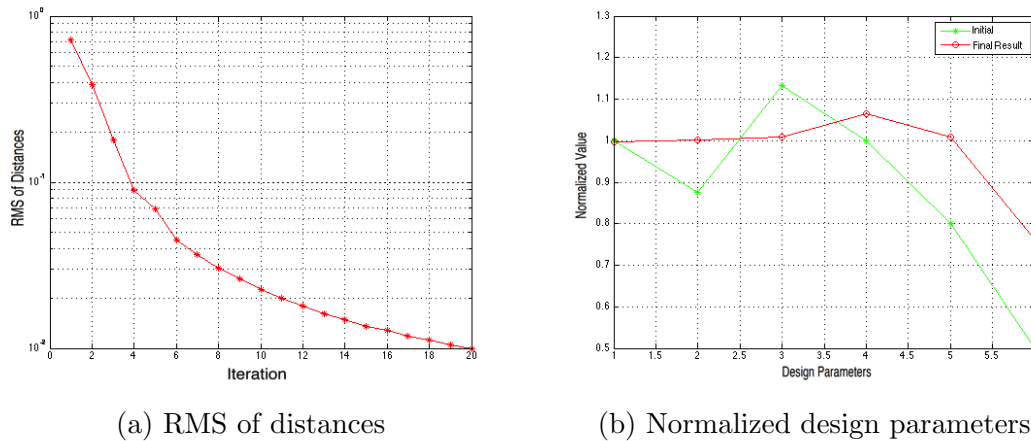 10^0
10^-1
10^-2
RMS of Distances
0 2 4 6 8 10 12 14 16 18 20
Iteration
(a) RMS of distances
1.3
1.2
1.1
1
0.9
0.8
0.7
0.6
0.5
Normalized Value
Initial
Final Result
1 1.5 2 2.5 3 3.5 4 4.5 5 5.5
Design Parameters
(b) Normalized design parameters